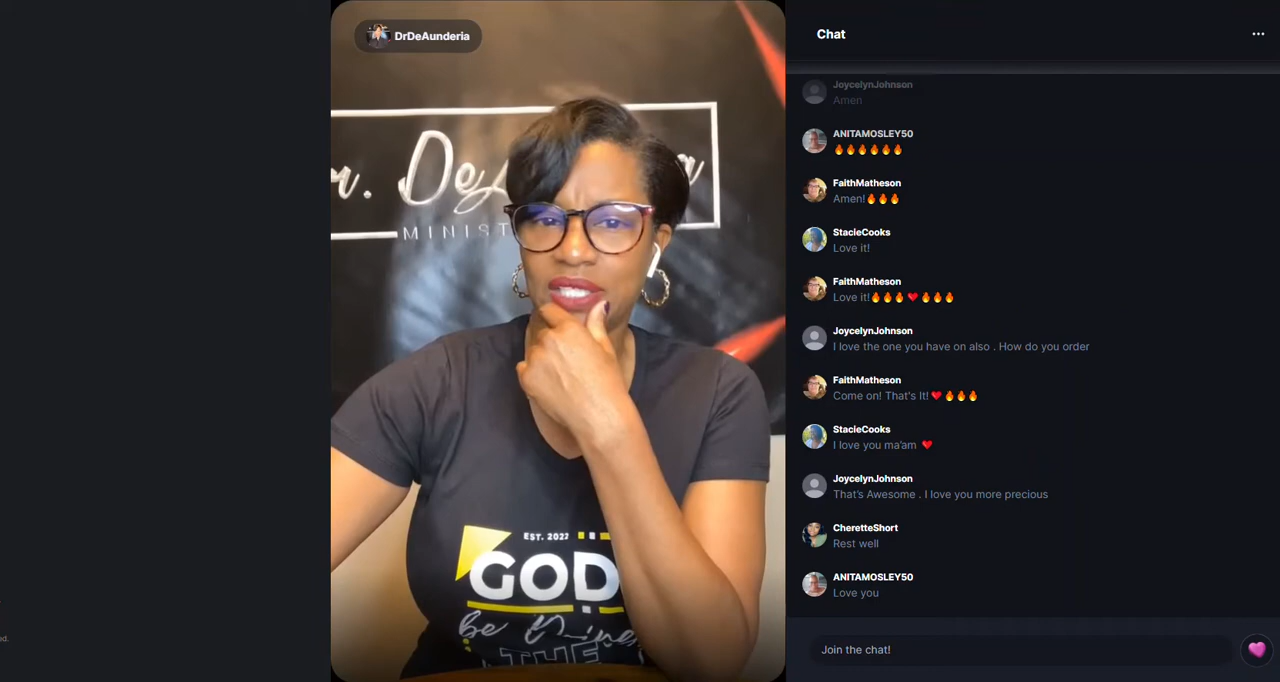 DrDeAunderia
Chat
JoycelynJohnson
Amen
ANITAMOSLEY50
🔥🔥🔥🔥🔥🔥
FaithMatheson
Amen!🔥🔥🔥
StacieCooks
Love it!
FaithMatheson
Love it!🔥🔥🔥❤️🔥🔥🔥
JoycelynJohnson
I love the one you have on also . How do you order
FaithMatheson
Come on! That's It!❤️🔥🔥🔥
StacieCooks
I love you ma'am ❤️
JoycelynJohnson
That's Awesome . I love you more precious
CheretteShort
Rest well
ANITAMOSLEY50
Love you
Join the chat!
EST. 2022
GOD
Be
THE